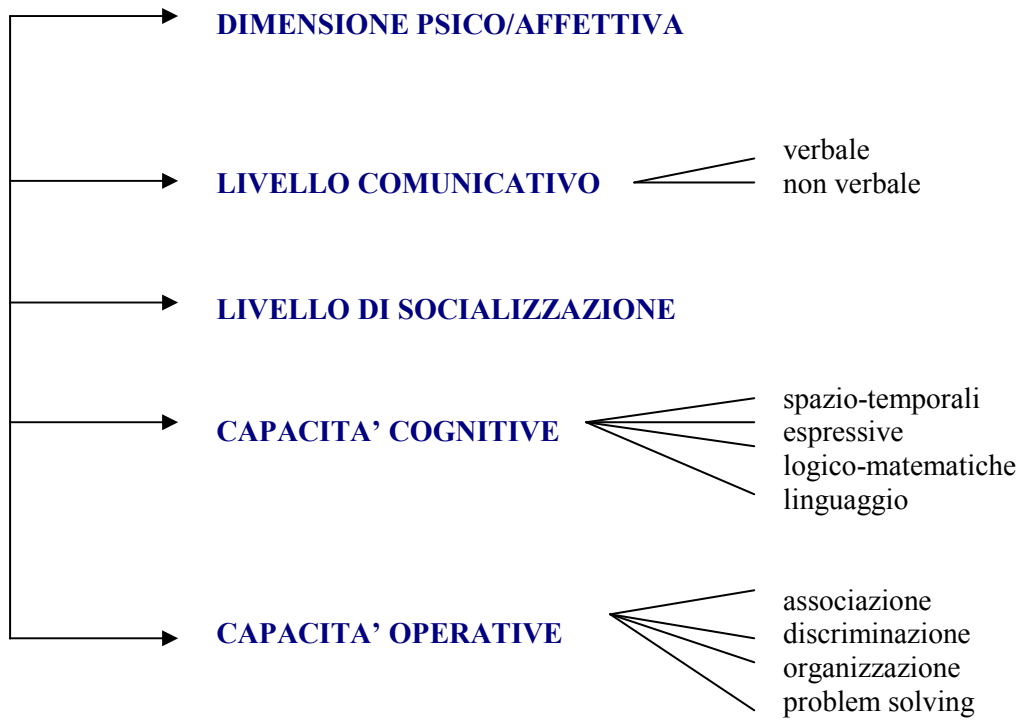 DIMENSIONE PSICO/AFFETTIVA
LIVELLO COMUNICATIVO
verbale
non verbale
LIVELLO DI SOCIALIZZAZIONE
CAPACITA’ COGNITIVE
spazio-temporali
espressive
logico-matematiche
linguaggio
CAPACITA’ OPERATIVE
associazione
discriminazione
organizzazione
problem solving